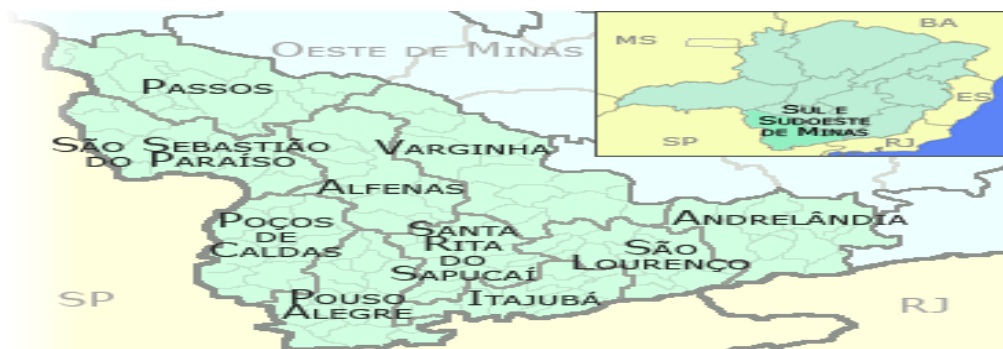 Oeste de Minas
Passos
São Sebastião
do Paraíso
Varginha
Alfenas
Poços
de
Caldas
Santa
Rita
do
Sapucaí
Andrelândia
São
Lourenço
Pouso
Alegre
Itajubá
SP
RJ
MS
BA
ES
Sul e
Sudoeste
de Minas
SP
RJ